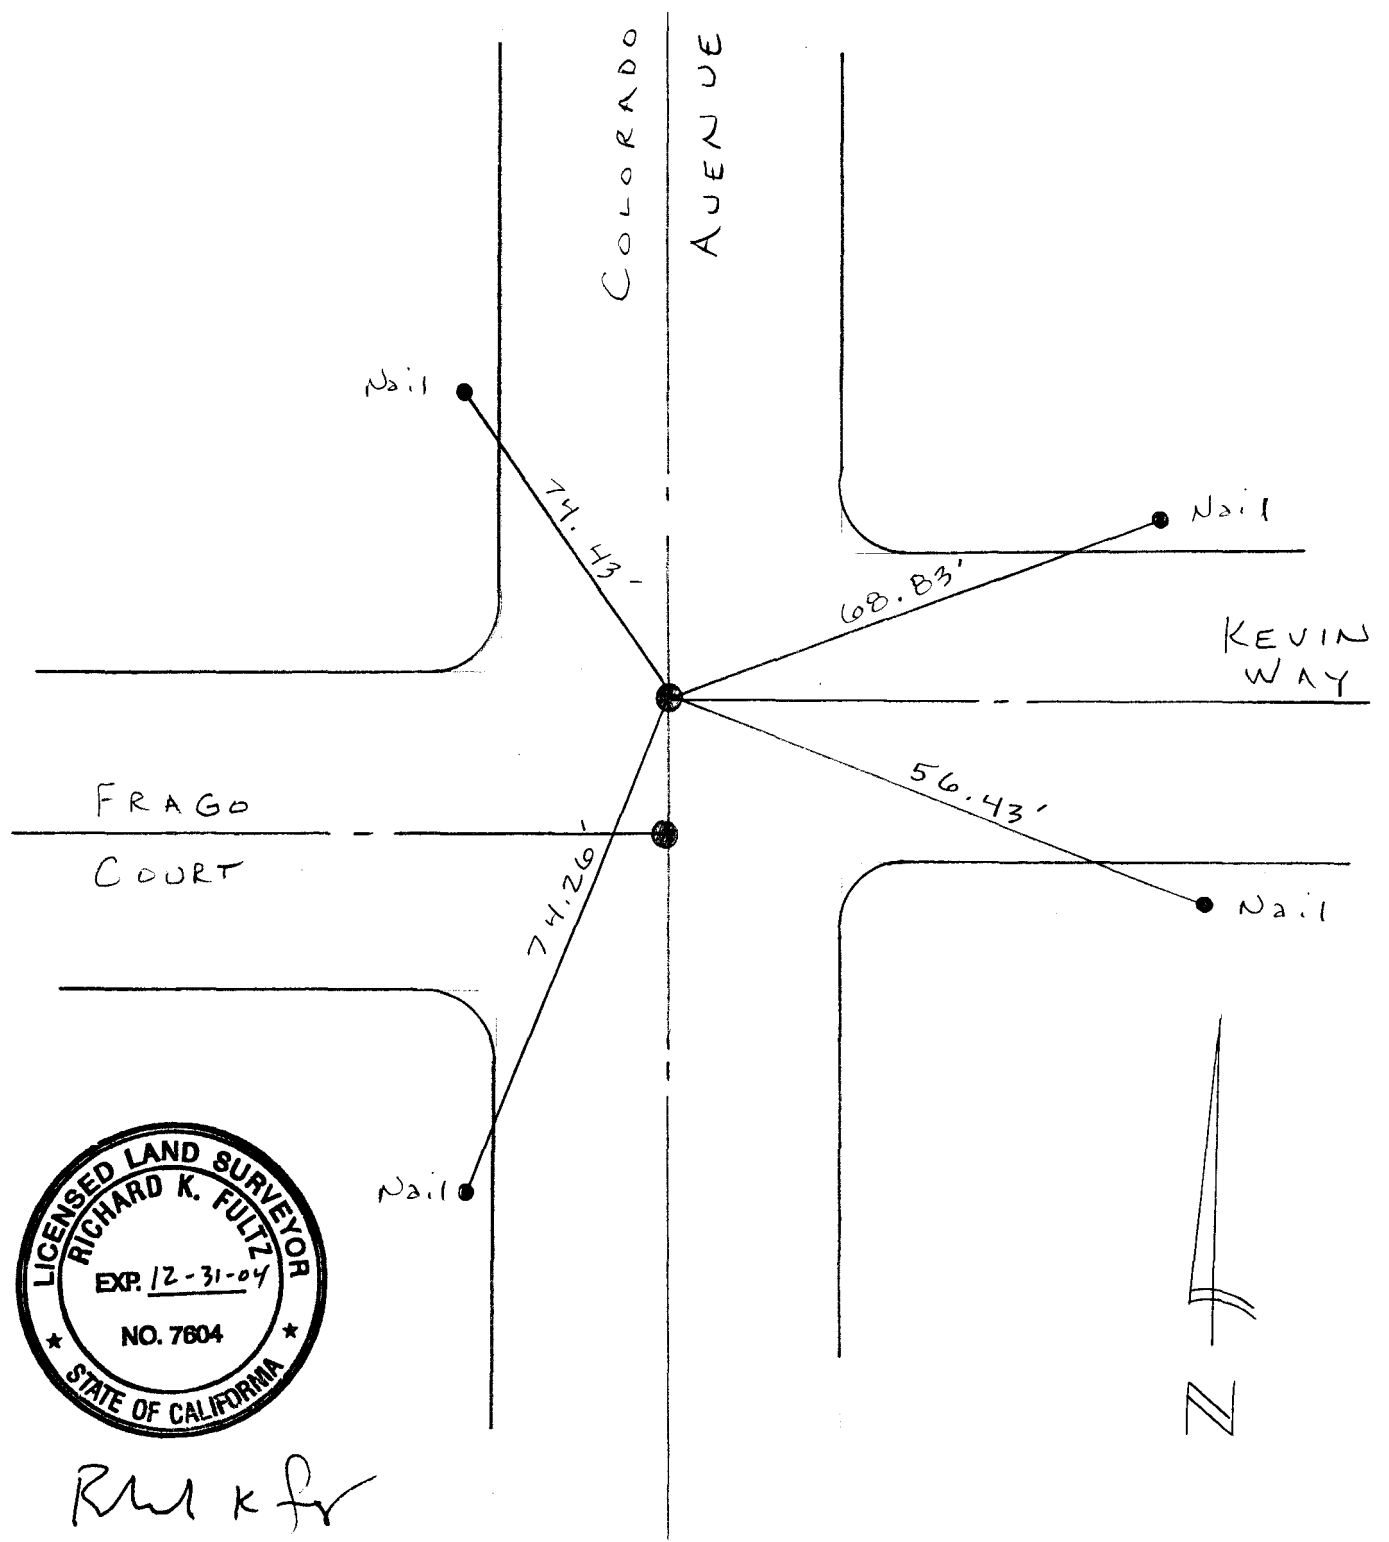 COLORADO
AVENUE
Nail
74.43'
Nail
68.83'
KEVIN
WAY
56.43'
FRAGO
COURT
74.26'
Nail
Nail
LICENSED LAND SURVEYOR
RICHARD K. FULTZ
EXP. 12-31-04
NO. 7604
STATE OF CALIFORNIA
N